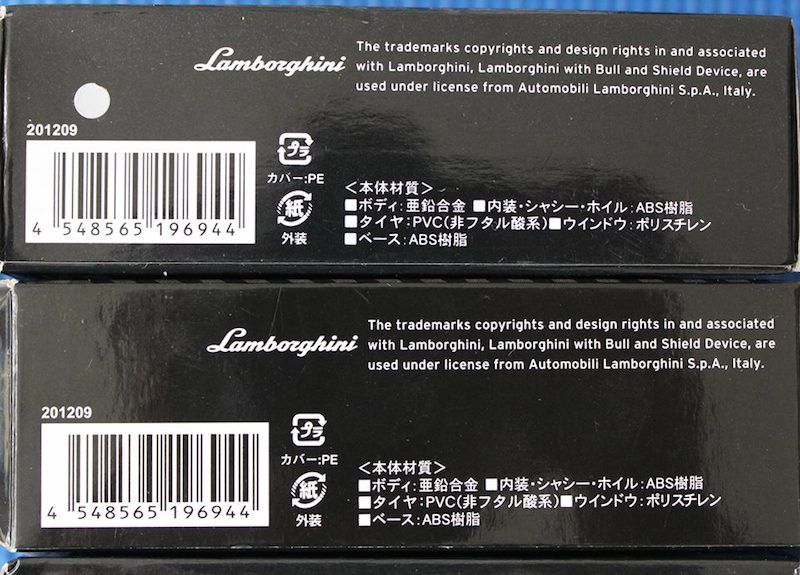 Lamborghini
The trademarks copyrights and design rights in and associated
with Lamborghini, Lamborghini with Bull and Shield Device, are
used under license from Automobili Lamborghini S.p.A., Italy.
201209
4 548565 196944
プラ
カバー:PE
紙
外装
＜本体材質＞
■ボディ:亜鉛合金 ■内装・シャシー・ホイル:ABS樹脂
■タイヤ:PVC(非フタル酸系)■ウインドウ:ポリスチレン
■ベース:ABS樹脂
Lamborghini
The trademarks copyrights and design rights in and associated
with Lamborghini, Lamborghini with Bull and Shield Device, are
used under license from Automobili Lamborghini S.p.A., Italy.
201209
4 548565 196944
プラ
カバー:PE
紙
外装
＜本体材質＞
■ボディ:亜鉛合金 ■内装・シャシー・ホイル:ABS樹脂
■タイヤ:PVC(非フタル酸系)■ウインドウ:ポリスチレン
■ベース:ABS樹脂